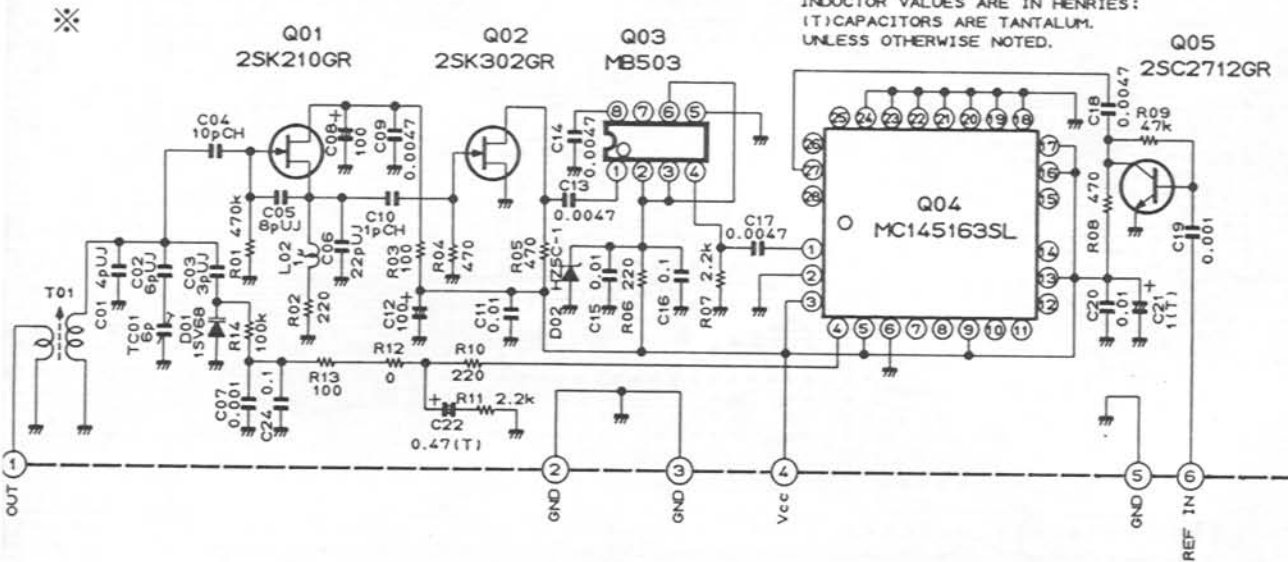 ※
INDUCTOR VALUES ARE IN HENRIES:
(T)CAPACITORS ARE TANTALUM.
UNLESS OTHERWISE NOTED.
Q01
2SK210GR
Q02
2SK302GR
Q03
MB503
Q05
2SC2712GR
C04
10pCH
C08
100
+
C09
0.0047
C14
0.0047
8
7
6
5
1
2
3
4
C13
0.0047
R01
470k
C05
8pUJ
L02
1μ
C06
22pUJ
C10
1pCH
R03
100
R04
470
R05
470
R02
220
C12
100
+
C11
0.01
D02
HZ5C-1
C15
0.01
R06
220
C16
0.1
R07
2.2k
C17
0.0047
T01
C01
4pUJ
C02
6pUJ
C03
3pUJ
TC01
6p
D01
1SV68
R14
100k
C07
0.001
C24
0.1
R13
100
R12
0
R10
220
+
C22
0.47(T)
R11
2.2k
Q04
MC145163SL
25
24
23
22
21
20
19
18
26
27
28
1
2
3
4
5
6
7
8
9
10
11
12
13
14
15
16
17
C18
0.0047
R09
47k
R08
470
C19
0.001
C20
0.01
+
C21
1(T)
1
OUT
2
GND
3
GND
4
Vcc
5
GND
6
REF IN